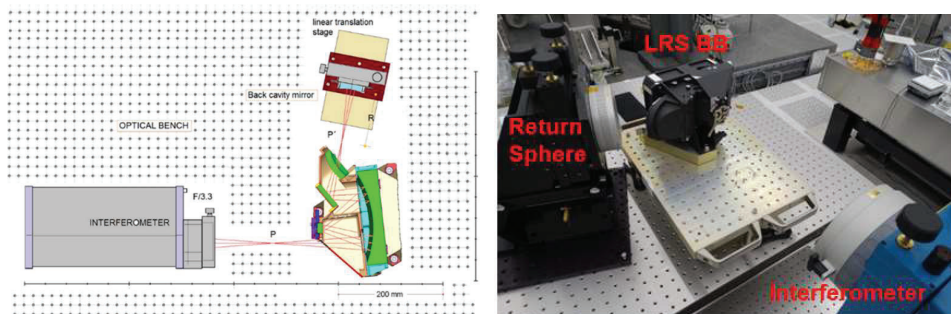 linear translation
stage
Back cavity mirror
R
OPTICAL BENCH
P'
F/3.3
INTERFEROMETER
P
200 mm
LRS BB
Return
Sphere
Interferometer